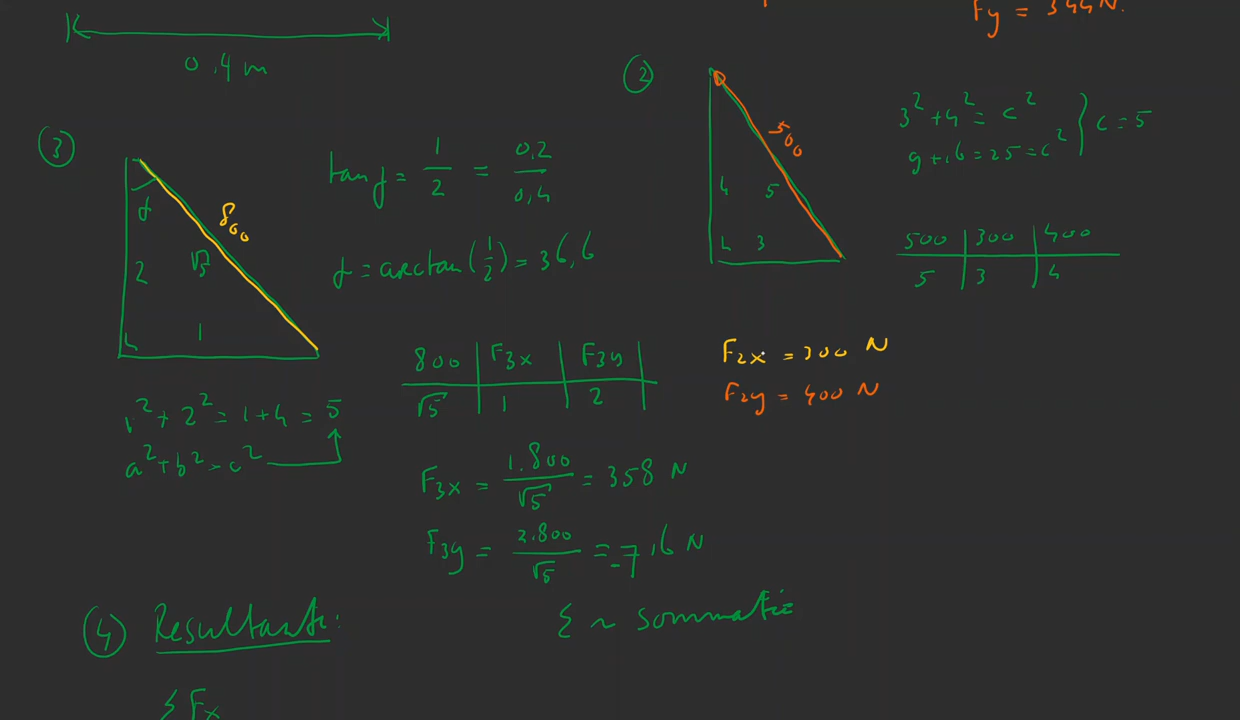 Fy = 344 N.
0,4 m
②
500
4 5
3
3² + 4² = c²
9 + 16 = 25 = c² } c = 5
500 | 300 | 400
5 | 3 | 4
③
γ
800
2 √5
1
tan γ = 1/2 = 0,2/0,4
γ = arctan(1/2) = 36,6
1² + 2² = 1 + 4 = 5
a² + b² = c²
800 | F3x | F3y
√5 | 1 | 2
F3x = 1.800/√5 = 358 N
F3y = 2.800/√5 = -716 N
F2x = 300 N
F2y = 400 N
④ Resultante:
Σ ~ sommatie
Σ Fx